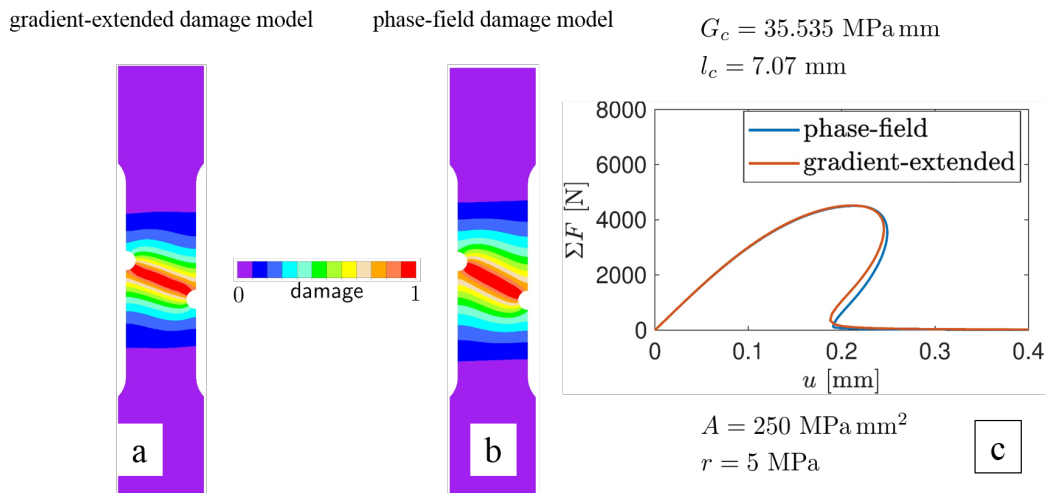 gradient-extended damage model
phase-field damage model
G_c = 35.535 MPa mm
l_c = 7.07 mm
a
0
damage
1
b
8000
6000
4000
2000
0
ΣF [N]
phase-field
gradient-extended
0
0.1
0.2
0.3
0.4
u [mm]
A = 250 MPa mm²
r = 5 MPa
c